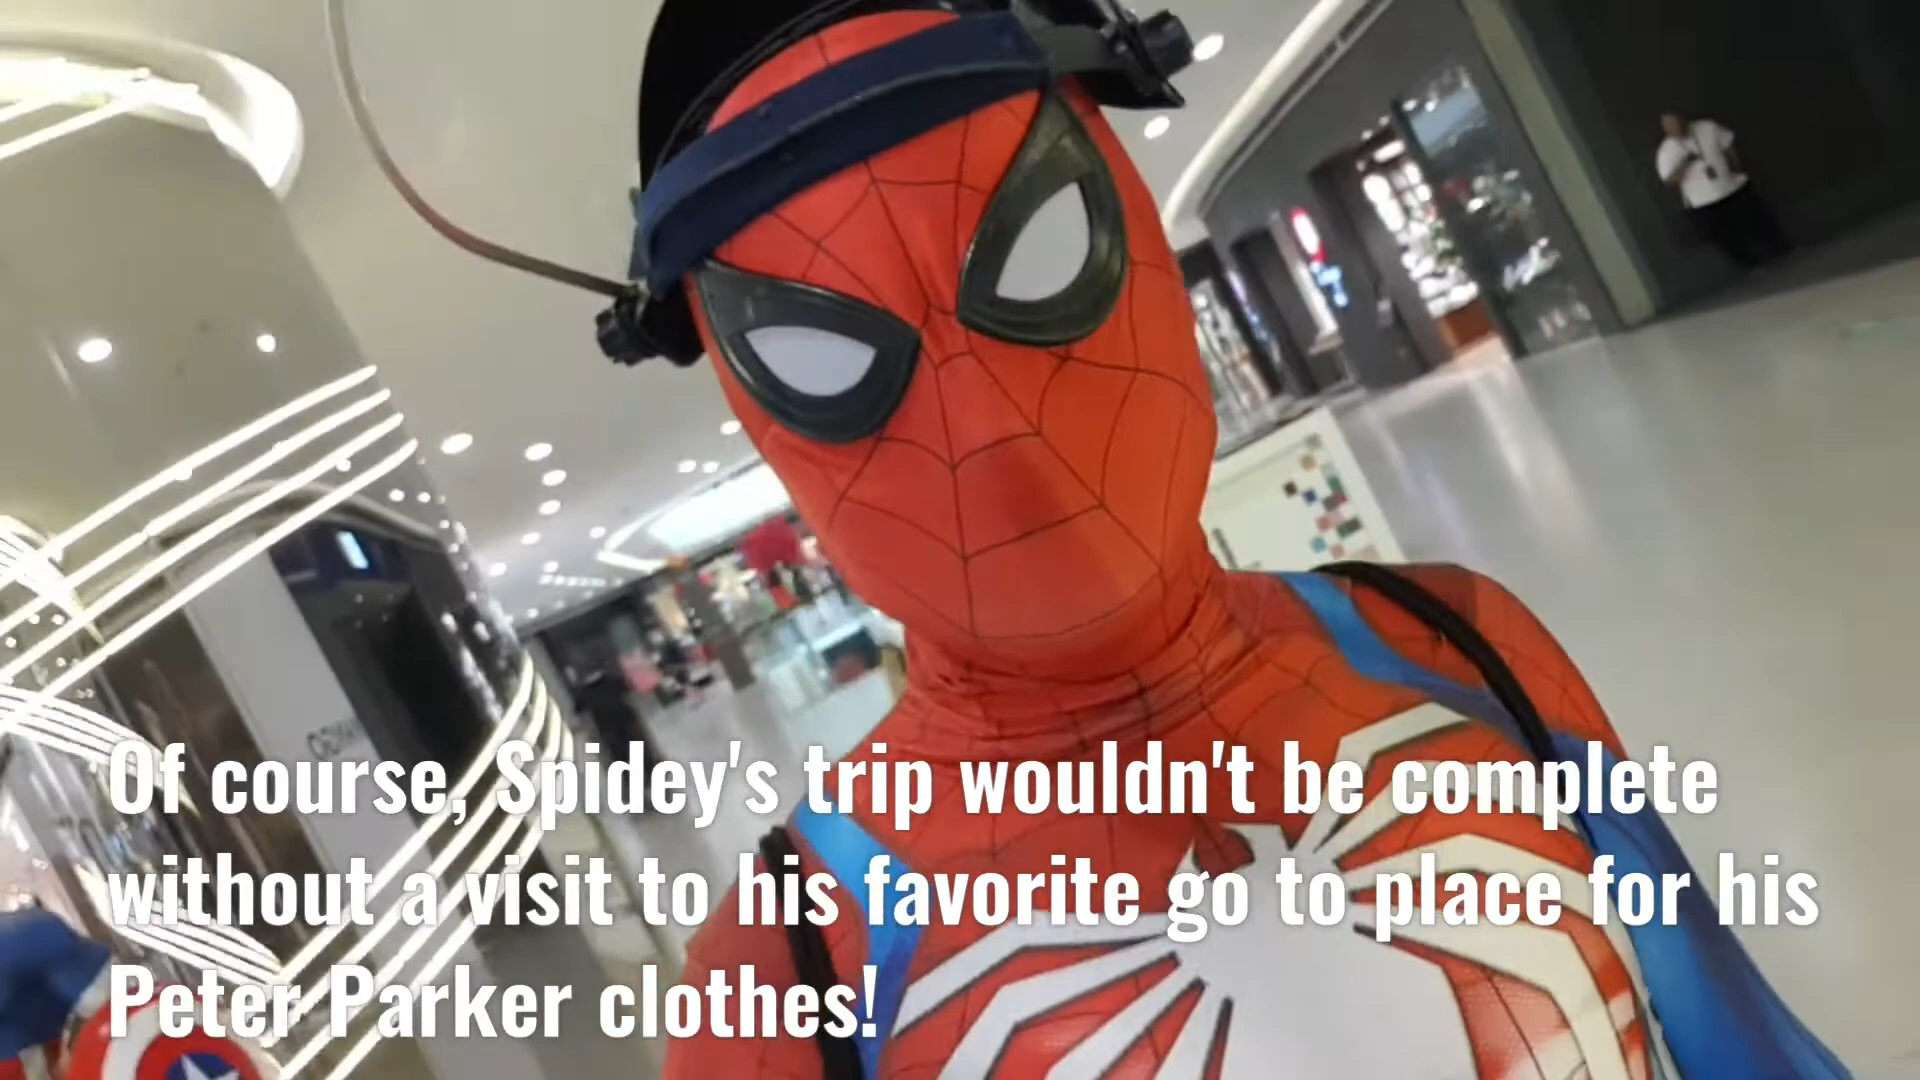 Of course, Spidey's trip wouldn't be complete
without a visit to his favorite go to place for his
Peter Parker clothes!